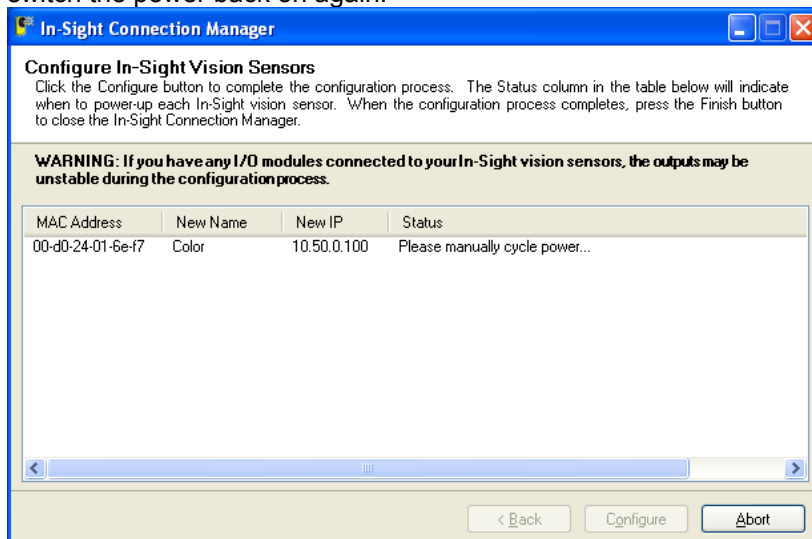 switch the power back on again.
In-Sight Connection Manager
Configure In-Sight Vision Sensors
Click the Configure button to complete the configuration process. The Status column in the table below will indicate
when to power-up each In-Sight vision sensor. When the configuration process completes, press the Finish button
to close the In-Sight Connection Manager.
WARNING: If you have any I/O modules connected to your In-Sight vision sensors, the outputs may be
unstable during the configuration process.
MAC Address New Name New IP Status
00-d0-24-01-6e-f7 Color 10.50.0.100 Please manually cycle power...
< Back Configure Abort